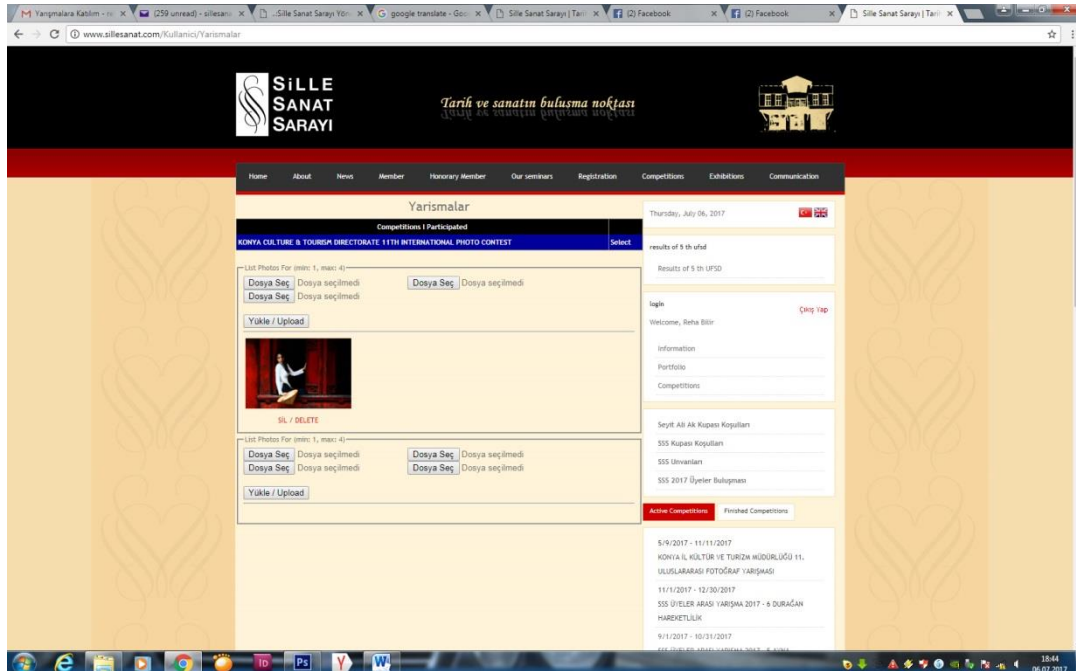 Yarışmalara Katılım - re
(259 unread) - sillesana
..:Sille Sanat Sarayı Yön
google translate - Goo
Sille Sanat Sarayı | Tari
(2) Facebook
(2) Facebook
Sille Sanat Sarayı | Tari
www.sillesanat.com/Kullanici/Yarismalar
SiLLE
SANAT
SARAYI
Tarih ve sanatın buluşma noktası
Home About News Member Honorary Member Our seminars Registration Competitions Exhibitions Communication
Yarismalar
Competitions I Participated
KONYA CULTURE & TOURISM DIRECTORATE 11TH INTERNATIONAL PHOTO CONTEST Select
List Photos For (min: 1, max: 4)
Dosya Seç Dosya seçilmedi Dosya Seç Dosya seçilmedi
Dosya Seç Dosya seçilmedi
Yükle / Upload
SİL / DELETE
List Photos For (min: 1, max: 4)
Dosya Seç Dosya seçilmedi Dosya Seç Dosya seçilmedi
Dosya Seç Dosya seçilmedi Dosya Seç Dosya seçilmedi
Yükle / Upload
Thursday, July 06, 2017
results of 5 th ufsd
Results of 5 th UFSD
login
Çıkış Yap
Welcome, Reha Bilir
Information
Portfolio
Competitions
Seyit Ali Ak Kupası Koşulları
SSS Kupası Koşulları
SSS Unvanları
SSS 2017 Üyeler Buluşması
Active Competitions Finished Competitions
5/9/2017 - 11/11/2017
KONYA İL KÜLTÜR VE TURİZM MÜDÜRLÜĞÜ 11.
ULUSLARARASI FOTOĞRAF YARIŞMASI
11/1/2017 - 12/30/2017
SSS ÜYELER ARASI YARIŞMA 2017 - 6 DURAĞAN
HAREKETLİLİK
9/1/2017 - 10/31/2017
ID
Ps
Y
W
18:44
06.07.2017